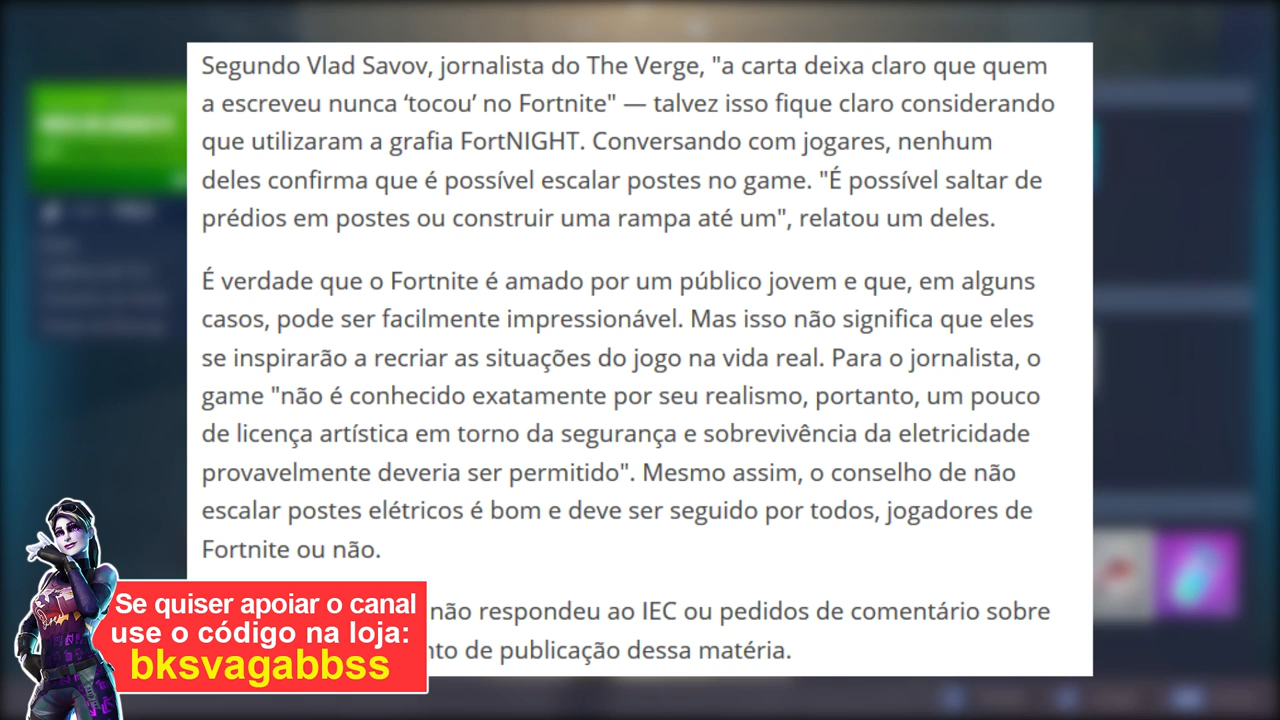 Segundo Vlad Savov, jornalista do The Verge, "a carta deixa claro que quem
a escreveu nunca ‘tocou’ no Fortnite" — talvez isso fique claro considerando
que utilizaram a grafia FortNIGHT. Conversando com jogares, nenhum
deles confirma que é possível escalar postes no game. "É possível saltar de
prédios em postes ou construir uma rampa até um", relatou um deles.
É verdade que o Fortnite é amado por um público jovem e que, em alguns
casos, pode ser facilmente impressionável. Mas isso não significa que eles
se inspirarão a recriar as situações do jogo na vida real. Para o jornalista, o
game "não é conhecido exatamente por seu realismo, portanto, um pouco
de licença artística em torno da segurança e sobrevivência da eletricidade
provavelmente deveria ser permitido". Mesmo assim, o conselho de não
escalar postes elétricos é bom e deve ser seguido por todos, jogadores de
Fortnite ou não.
não respondeu ao IEC ou pedidos de comentário sobre
nto de publicação dessa matéria.
Se quiser apoiar o canal
use o código na loja:
bksvagabbss